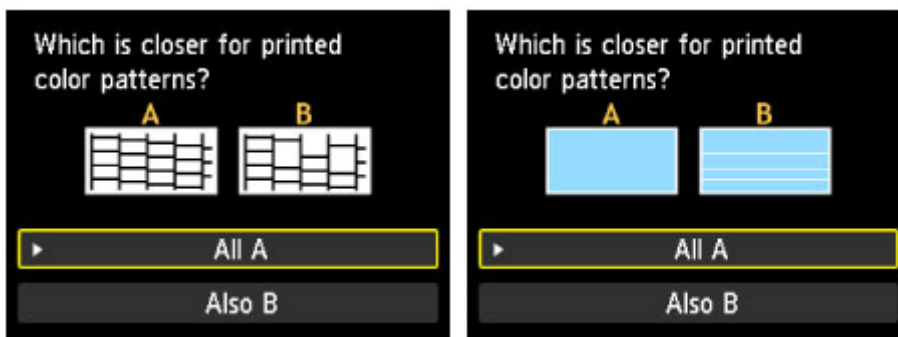 Which is closer for printed
color patterns?
A B
All A
Also B
Which is closer for printed
color patterns?
A B
All A
Also B